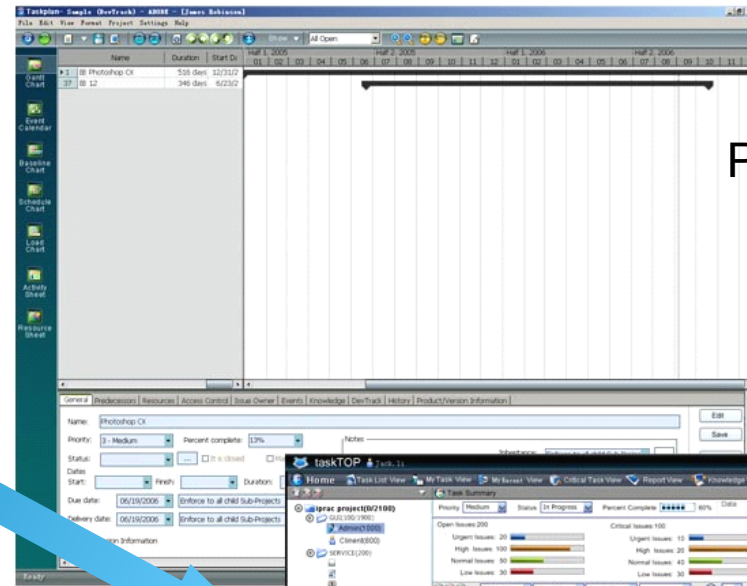 Taskplan- Sample (DevTrack) - ADOBE - [James Robinson]
File Edit View Format Project Settings Help
Show
All Open
Name Duration Start Da
Half 1, 2005 Half 2, 2005 Half 1, 2006 Half 2, 2006
01 02 03 04 05 06 07 08 09 10 11 12 01 02 03 04 05 06 07 08 09 10 11
1 Photoshop CX 516 days 12/31/2
37 12 346 days 6/23/2
Gantt
Chart
Event
Calendar
Baseline
Chart
Schedule
Chart
Load
Chart
Activity
Sheet
Resource
Sheet
P
General Predecessors Resources Access Control Issue Owner Events Knowledge DevTrack History Product/Version Information
Name: Photoshop CX
Edit
Priority: 3 - Medium Percent complete: 13% Notes
Save
Status: ... It is closed
Dates
Start: Finish: Duration:
Due date: 06/19/2006 Enforce to all child Sub-Projects
Delivery date: 06/19/2006 Enforce to all child Sub-Projects
Information
Ready
taskTOP Jack.li
Home Task List View My Task View My Recent View Critical Task View Report View Knowledge
Task Summary
Priority Medium Status In Progress Percent Complete 60% Date
iprac project(0/2100)
GUI(100/1900)
Admin(1000)
Climent(800)
SERVICE(200)
Open Issues:200 Critical Issues:100
Urgent Issues: 20 Urgent Issues: 10
High Issues: 100 High Issues: 20
Normal Issues: 50 Normal Issues: 40
Low Issues: 30 Low Issues: 30